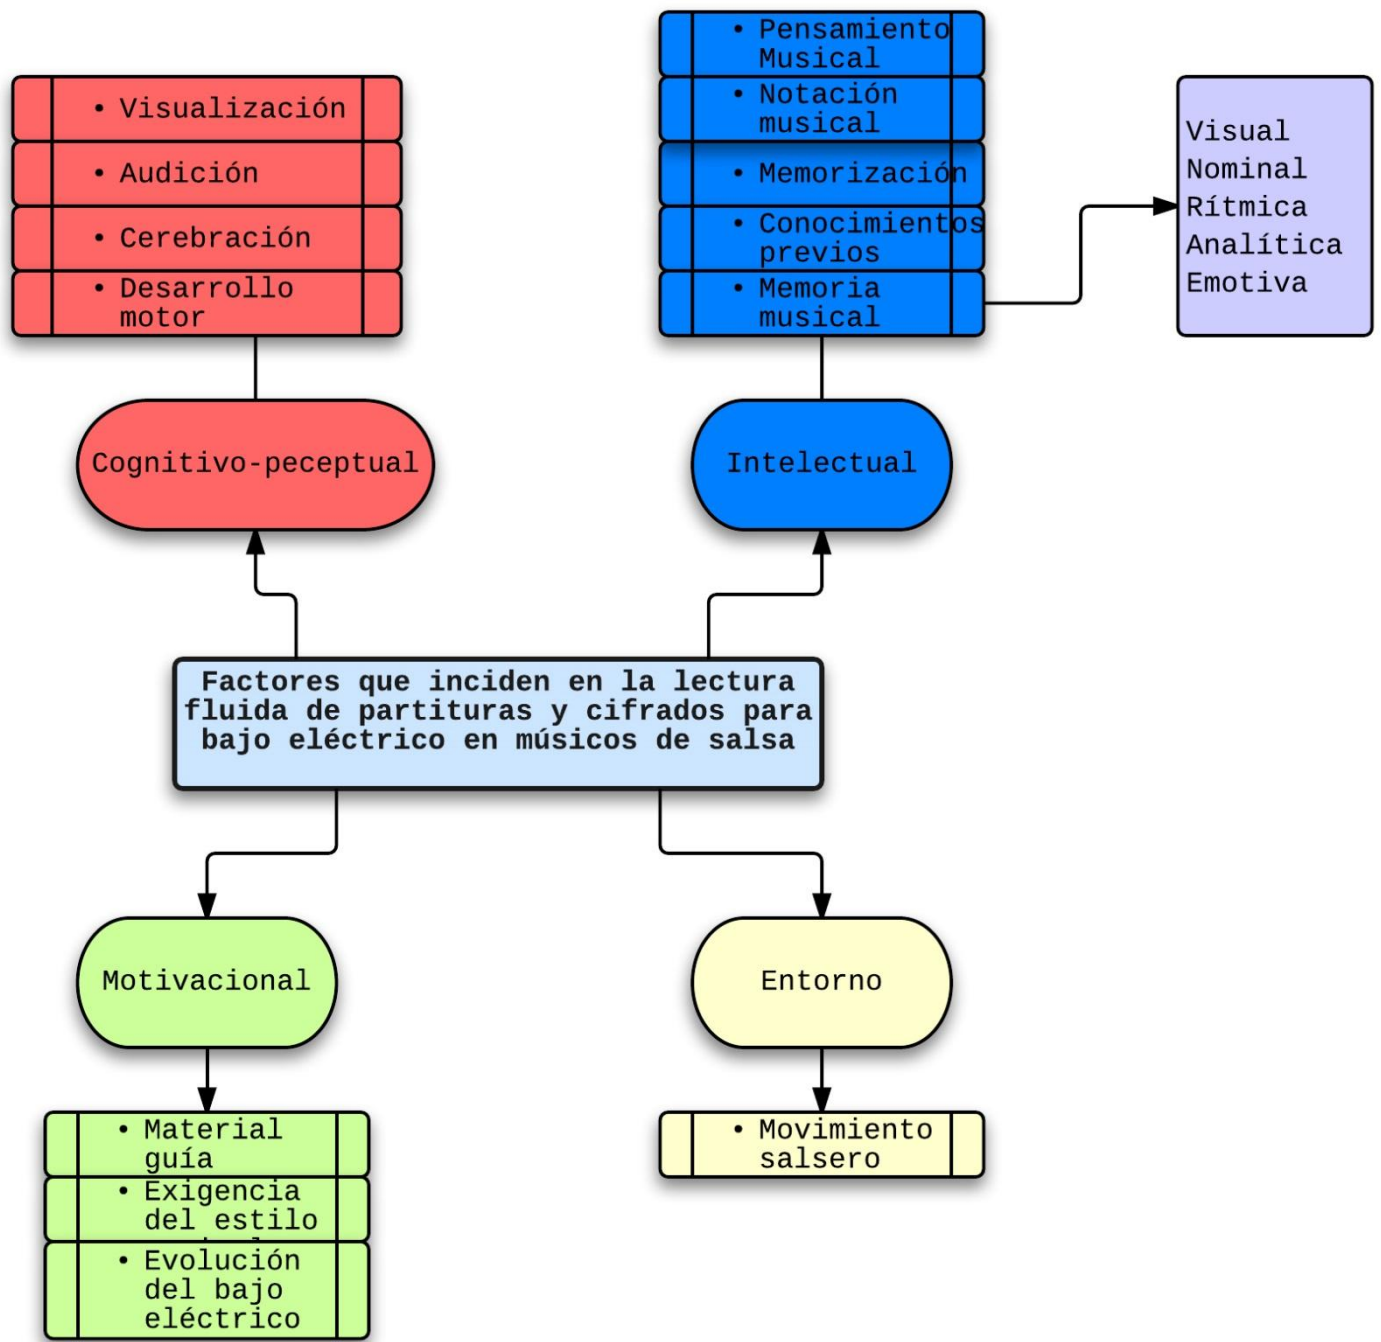 • Pensamiento
Musical
• Notación
musical
• Memorización
• Conocimientos
previos
• Memoria
musical
• Visualización
• Audición
• Cerebración
• Desarrollo
motor
Visual
Nominal
Rítmica
Analítica
Emotiva
Cognitivo-peceptual
Intelectual
Factores que inciden en la lectura
fluida de partituras y cifrados para
bajo eléctrico en músicos de salsa
Motivacional
Entorno
• Material
guía
• Exigencia
del estilo
• Evolución
del bajo
eléctrico
• Movimiento
salsero